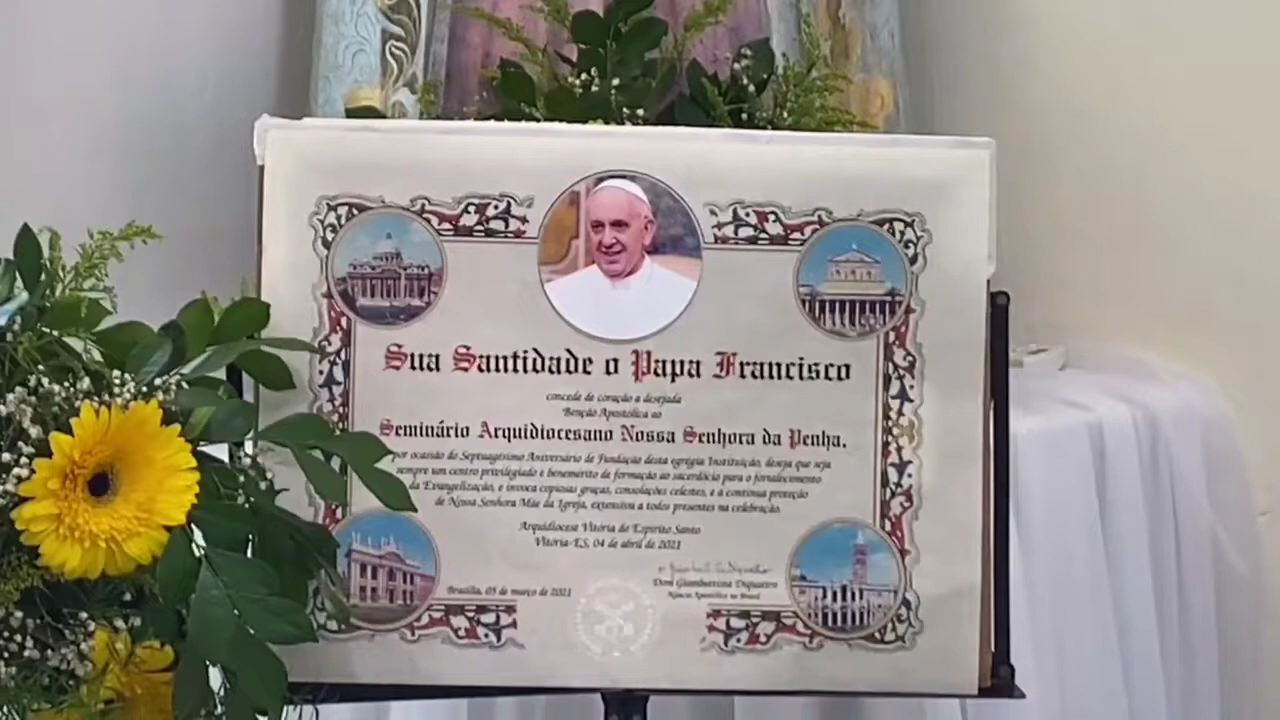 Sua Santidade o Papa Francisco
concede de coração a desejada
Benção Apostólica ao
Seminário Arquidiocesano Nossa Senhora da Penha,
por ocasião do Septuagésimo Aniversário de Fundação desta egrégia Instituição, deseja que seja
sempre um centro privilegiado e benemérito de formação ao sacerdócio para o fortalecimento
da Evangelização, e invoca copiosas graças, consolações celestes, e a contínua proteção
de Nossa Senhora Mãe da Igreja, extensiva a todos presentes na celebração.
Arquidiocese Vitória do Espírito Santo
Vitória-ES, 04 de abril de 2021
Brasília, 05 de março de 2021
Dom Giambattista Diquattro
Núncio Apostólico no Brasil